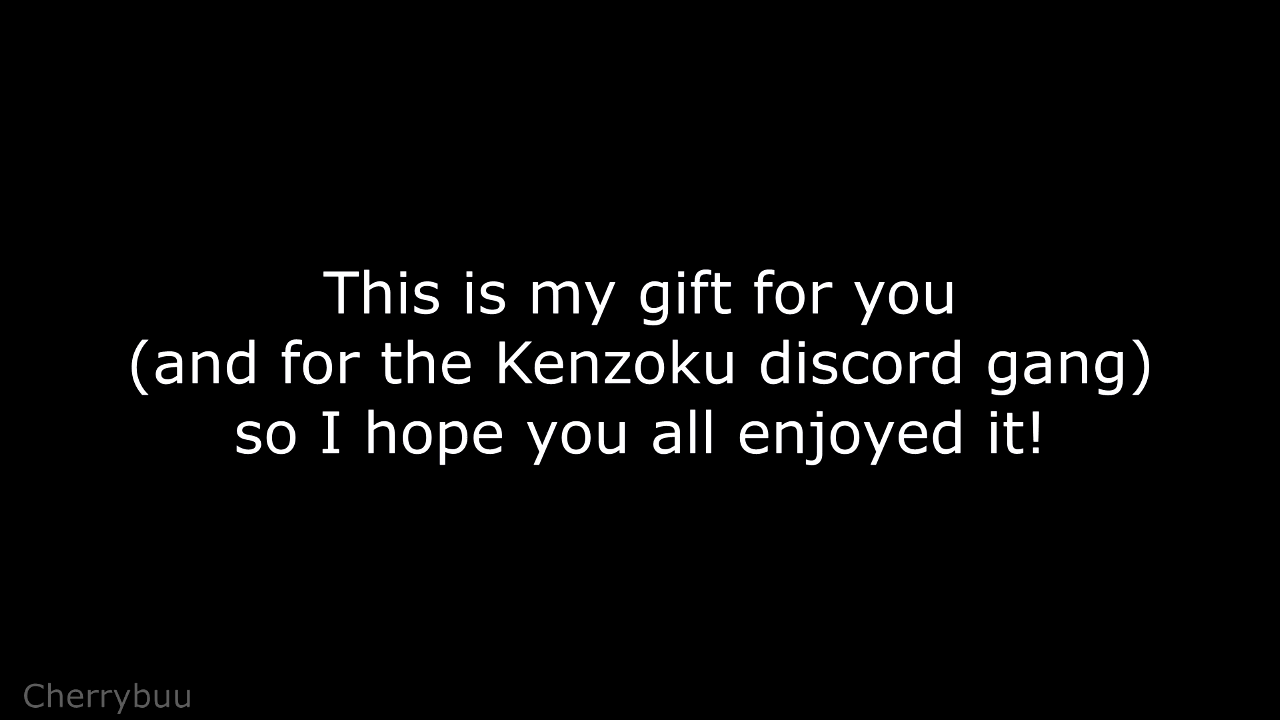 This is my gift for you
(and for the Kenzoku discord gang)
so I hope you all enjoyed it!
Cherrybuu